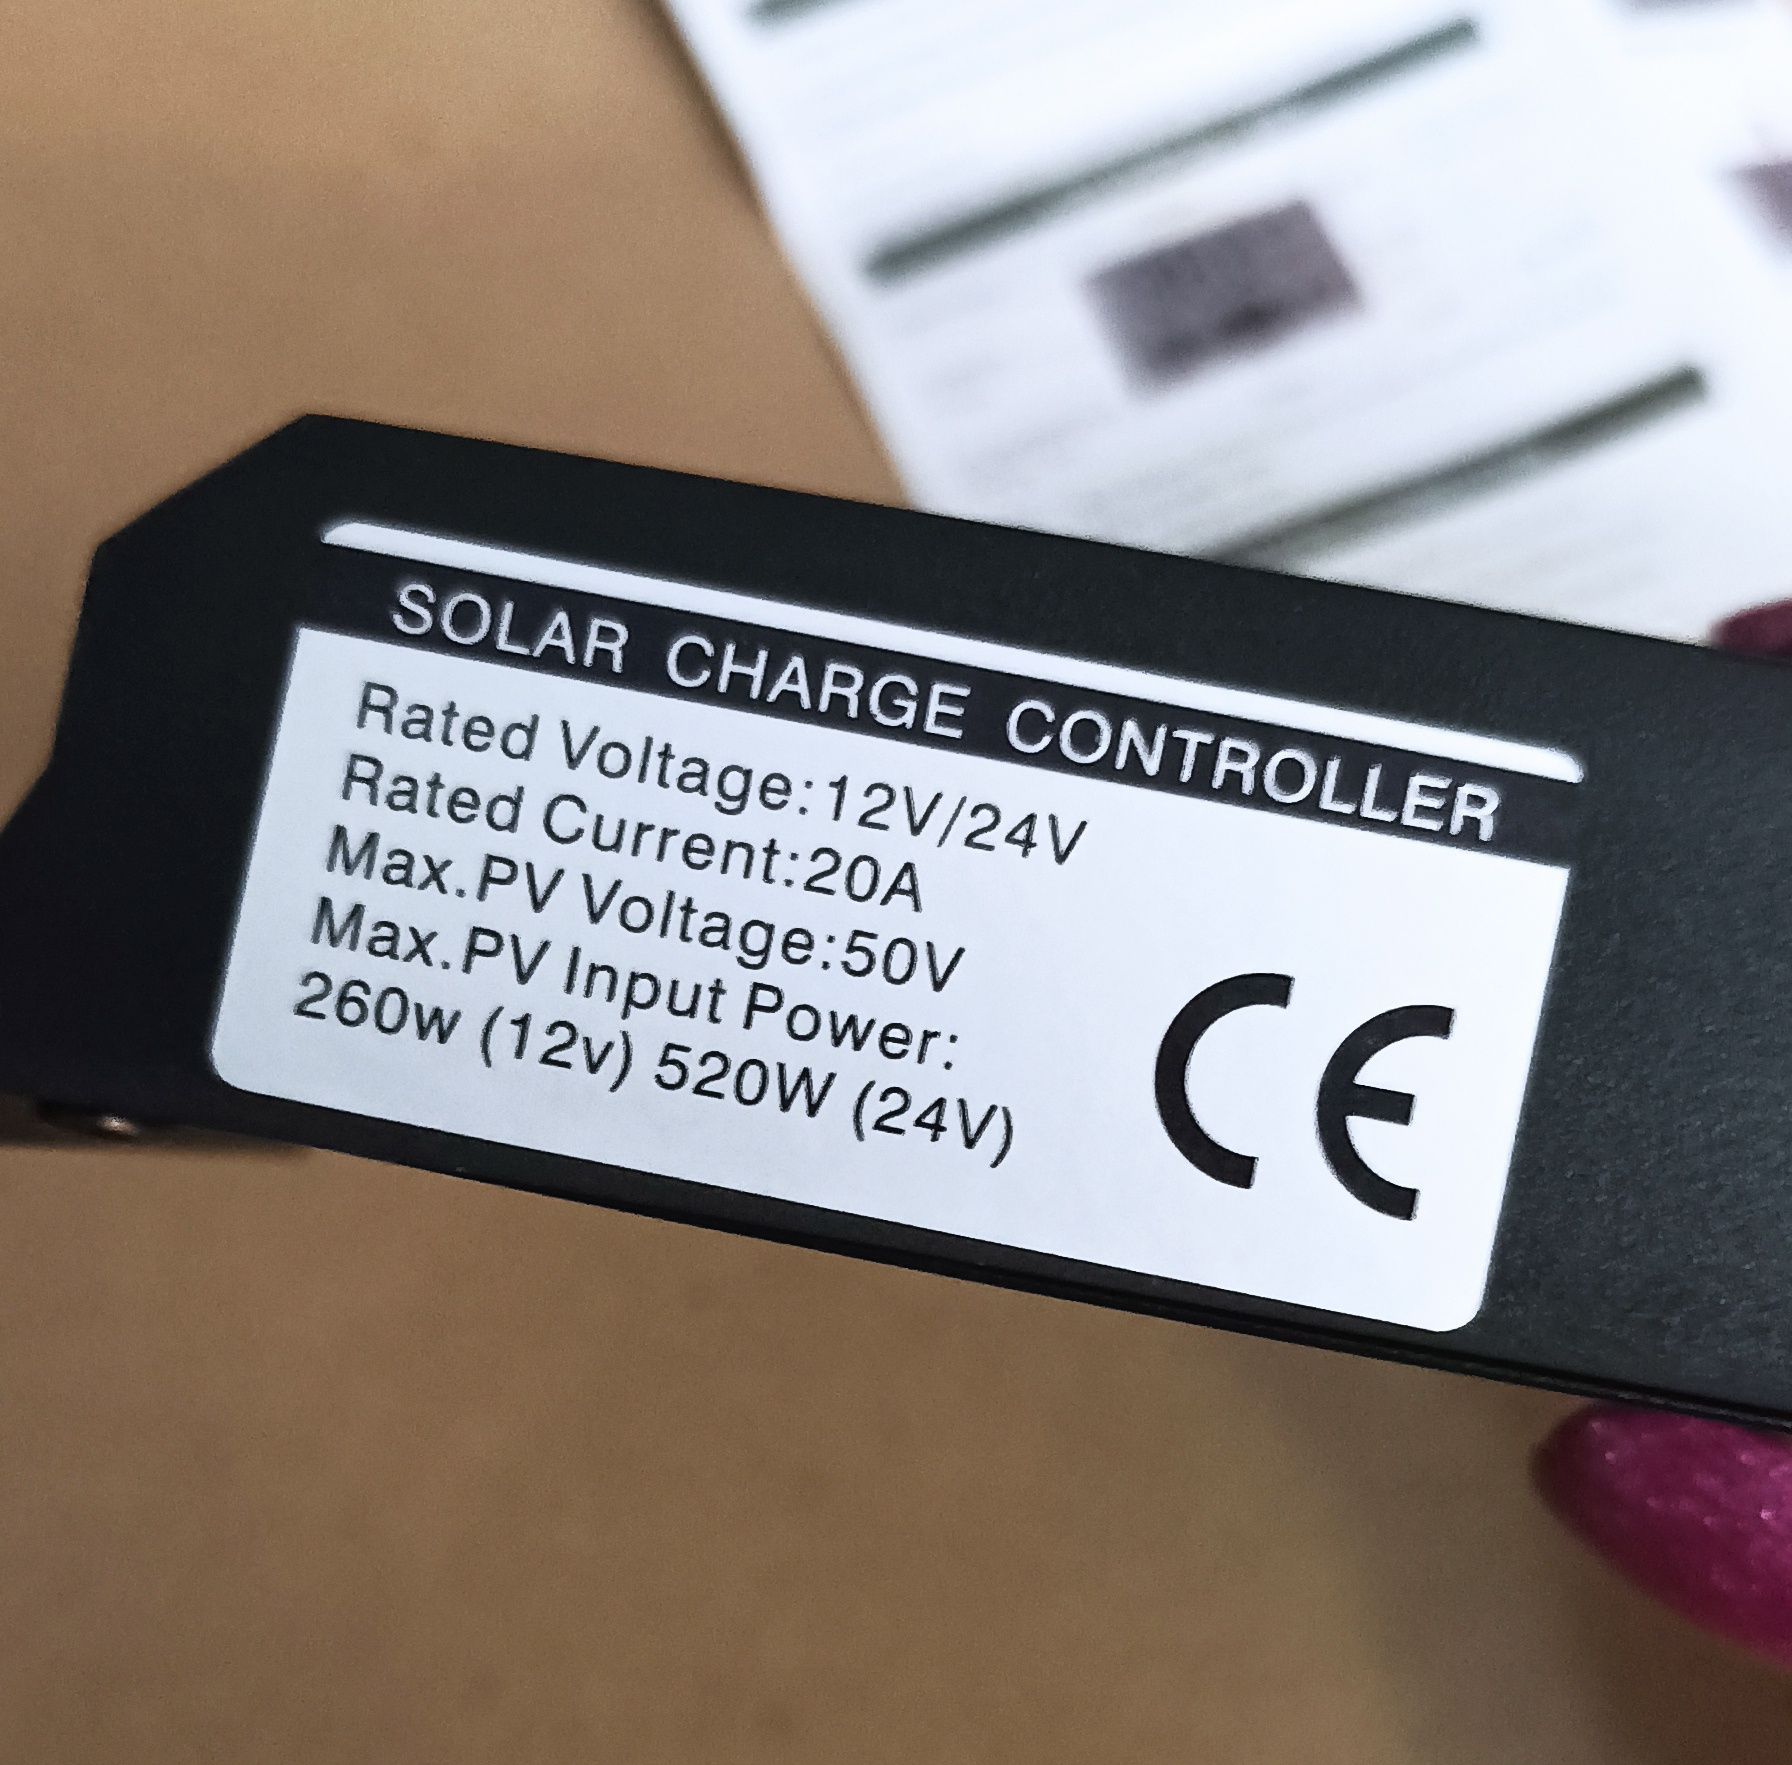 SOLAR CHARGE CONTROLLER
Rated Voltage:12V/24V
Rated Current:20A
Max.PV Voltage:50V
Max.PV Input Power:
260w (12v) 520W (24V)
CE